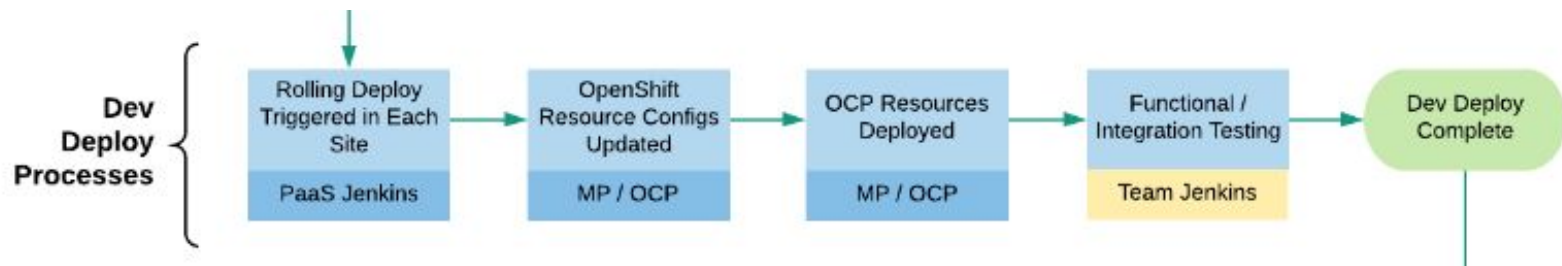 Dev
Deploy
Processes
Rolling Deploy
Triggered in Each
Site
PaaS Jenkins
OpenShift
Resource Configs
Updated
MP / OCP
OCP Resources
Deployed
MP / OCP
Functional /
Integration Testing
Team Jenkins
Dev Deploy
Complete